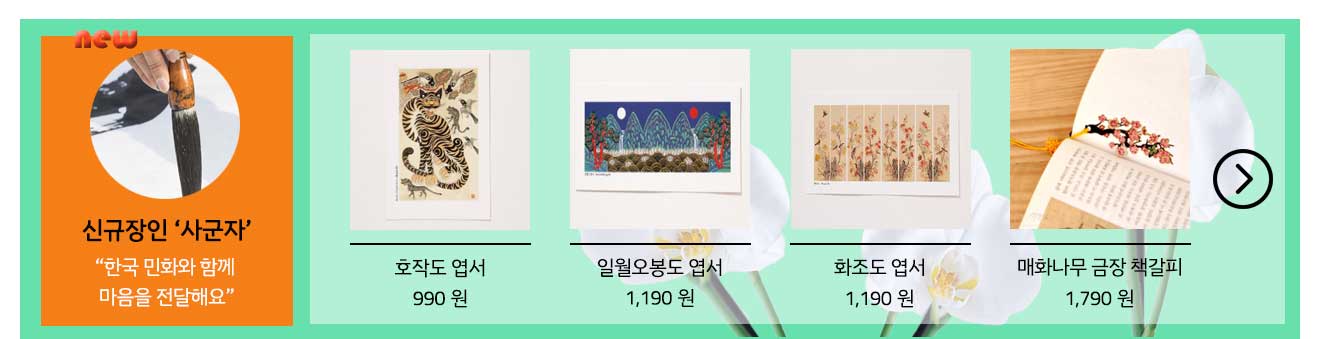 new
신규장인 ‘사군자’
“한국 민화와 함께
마음을 전달해요”
호작도 엽서
990 원
일월오봉도 엽서
1,190 원
화조도 엽서
1,190 원
매화나무 금장 책갈피
1,790 원